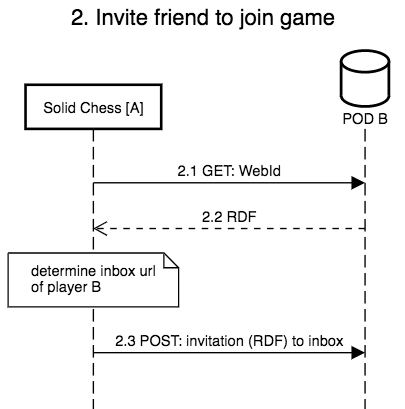 2. Invite friend to join game
Solid Chess [A]
POD B
2.1 GET: WebId
2.2 RDF
determine inbox url
of player B
2.3 POST: invitation (RDF) to inbox